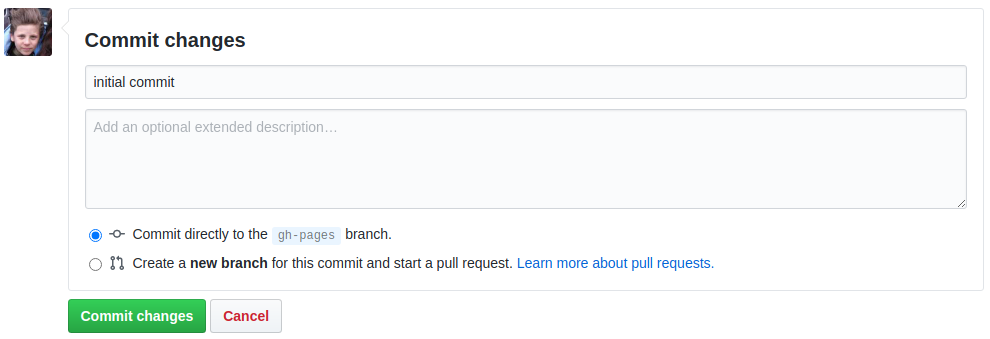 Commit changes
initial commit
Add an optional extended description…
Commit directly to the gh-pages branch.
Create a new branch for this commit and start a pull request. Learn more about pull requests.
Commit changes Cancel